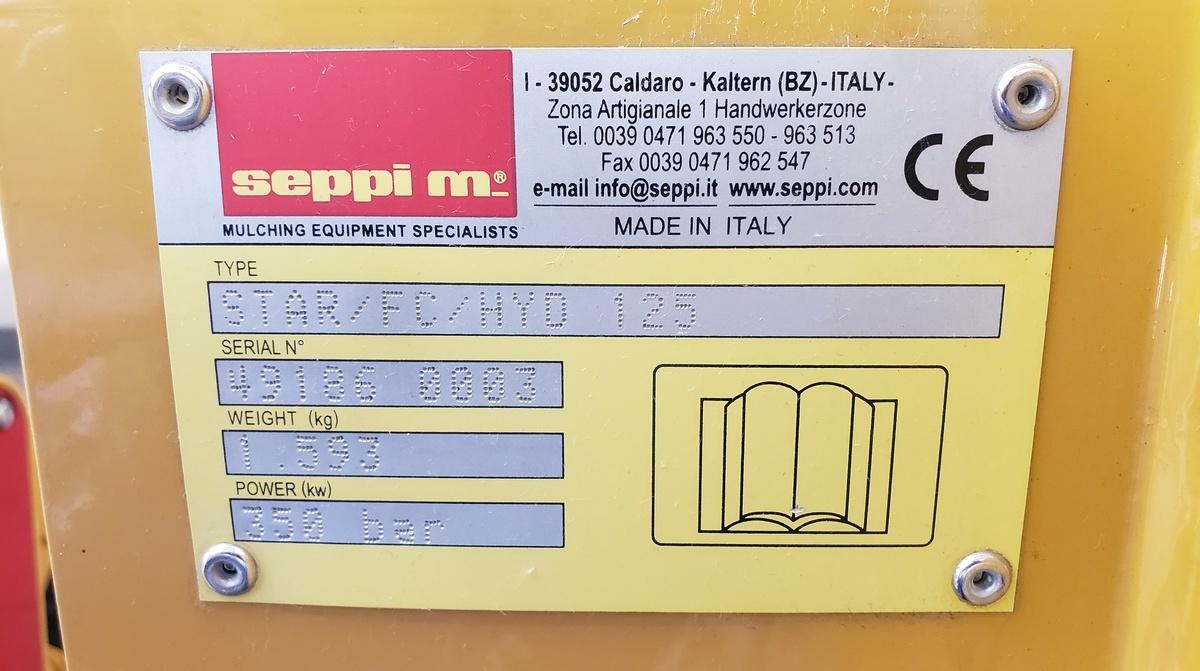 seppi m.®
MULCHING EQUIPMENT SPECIALISTS
I - 39052 Caldaro - Kaltern (BZ) - ITALY -
Zona Artigianale 1 Handwerkerzone
Tel. 0039 0471 963 550 - 963 513
Fax 0039 0471 962 547
e-mail info@seppi.it www.seppi.com
MADE IN ITALY
CE
TYPE
STAR/FC/HYD 125
SERIAL N°
49186 0003
WEIGHT (kg)
1.593
POWER (kw)
350 bar